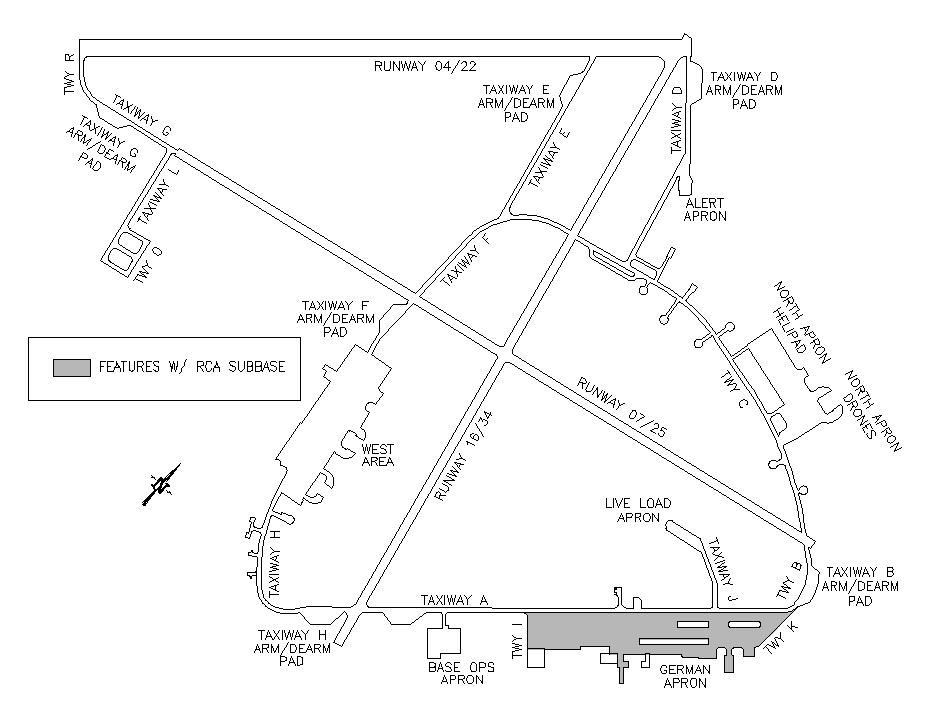 RUNWAY 04/22
TWY R
TAXIWAY G
TAXIWAY G
ARM/DEARM
PAD
TAXIWAY L
TWY O
TAXIWAY E
ARM/DEARM
PAD
TAXIWAY E
TAXIWAY D
TAXIWAY D
ARM/DEARM
PAD
ALERT
APRON
TAXIWAY F
TAXIWAY F
ARM/DEARM
PAD
FEATURES W/ RCA SUBBASE
NORTH APRON
HELIPAD
NORTH APRON
DRONES
TWY C
RUNWAY 07/25
RUNWAY 16/34
WEST
AREA
LIVE LOAD
APRON
TAXIWAY J
TAXIWAY H
TWY B
TAXIWAY B
ARM/DEARM
PAD
TAXIWAY A
TAXIWAY H
ARM/DEARM
PAD
TWY I
TWY K
BASE OPS
APRON
GERMAN
APRON